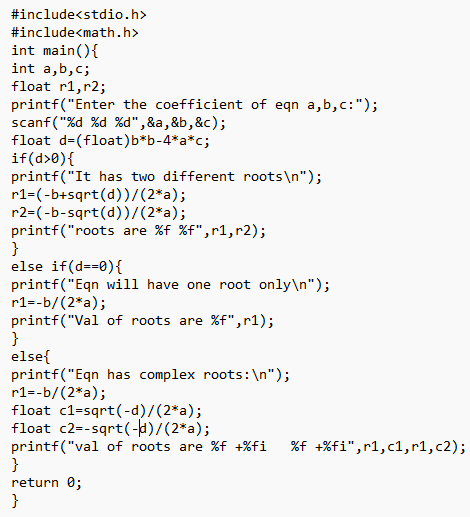 #include<stdio.h>
#include<math.h>
int main(){
int a,b,c;
float r1,r2;
printf("Enter the coefficient of eqn a,b,c:");
scanf("%d %d %d",&a,&b,&c);
float d=(float)b*b-4*a*c;
if(d>0){
printf("It has two different roots\n");
r1=(-b+sqrt(d))/(2*a);
r2=(-b-sqrt(d))/(2*a);
printf("roots are %f %f",r1,r2);
}
else if(d==0){
printf("Eqn will have one root only\n");
r1=-b/(2*a);
printf("Val of roots are %f",r1);
}
else{
printf("Eqn has complex roots:\n");
r1=-b/(2*a);
float c1=sqrt(-d)/(2*a);
float c2=-sqrt(-d)/(2*a);
printf("val of roots are %f +%fi   %f +%fi",r1,c1,r1,c2);
}
return 0;
}